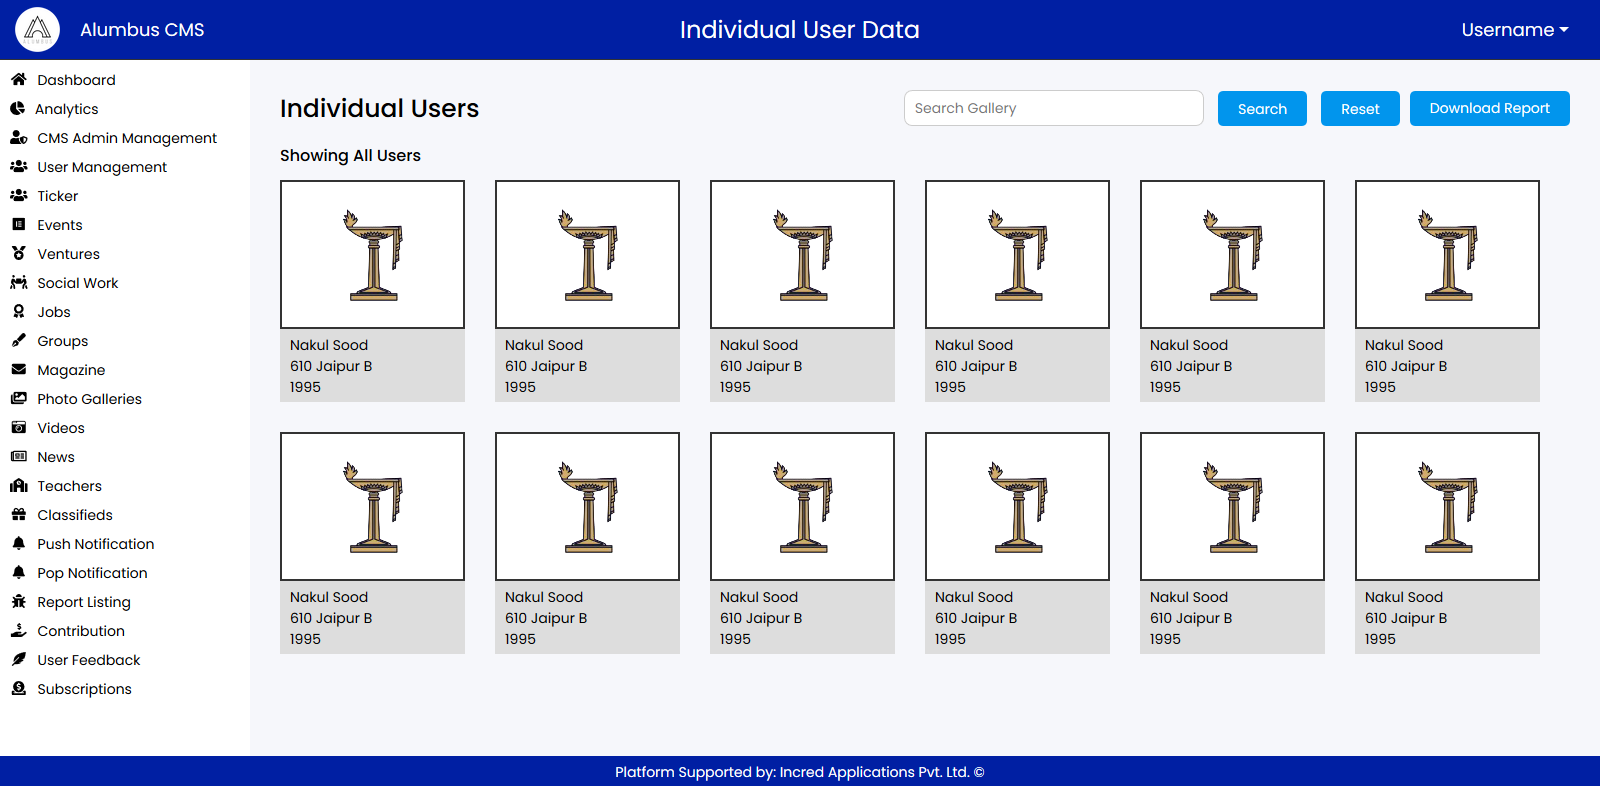 Alumbus CMS
Individual User Data
Username
Dashboard
Analytics
CMS Admin Management
User Management
Ticker
Events
Ventures
Social Work
Jobs
Groups
Magazine
Photo Galleries
Videos
News
Teachers
Classifieds
Push Notification
Pop Notification
Report Listing
Contribution
User Feedback
Subscriptions
Individual Users
Search Gallery
Search
Reset
Download Report
Showing All Users
Nakul Sood
610 Jaipur B
1995
Nakul Sood
610 Jaipur B
1995
Nakul Sood
610 Jaipur B
1995
Nakul Sood
610 Jaipur B
1995
Nakul Sood
610 Jaipur B
1995
Nakul Sood
610 Jaipur B
1995
Nakul Sood
610 Jaipur B
1995
Nakul Sood
610 Jaipur B
1995
Nakul Sood
610 Jaipur B
1995
Nakul Sood
610 Jaipur B
1995
Nakul Sood
610 Jaipur B
1995
Nakul Sood
610 Jaipur B
1995
Platform Supported by: Incred Applications Pvt. Ltd. ©